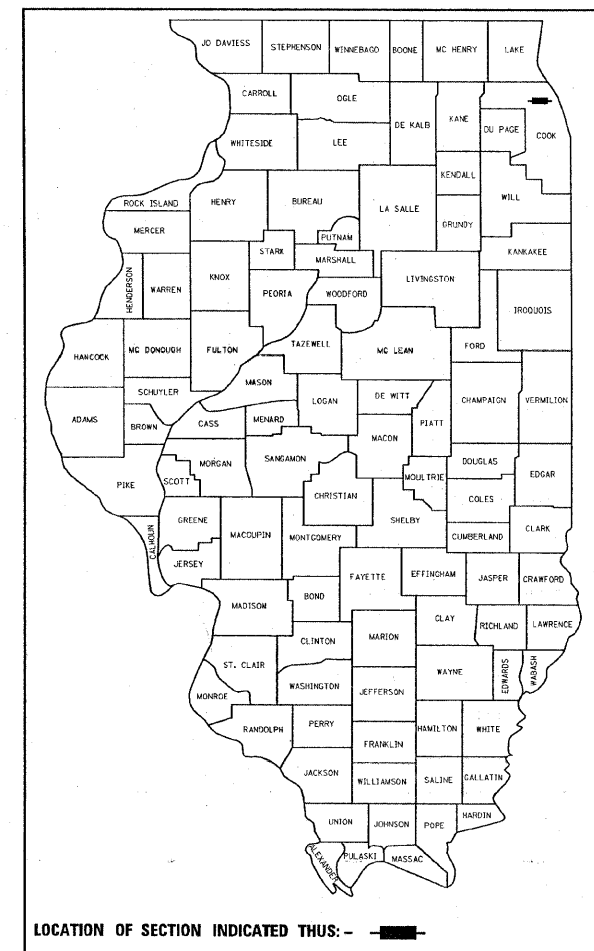 JO DAVIESS STEPHENSON WINNEBAGO BOONE MC HENRY LAKE
CARROLL OGLE DE KALB KANE DU PAGE COOK
WHITESIDE LEE
KENDALL
ROCK ISLAND HENRY BUREAU LA SALLE GRUNDY WILL
MERCER PUTNAM
STARK MARSHALL KANKAKEE
HENDERSON WARREN KNOX PEORIA WOODFORD LIVINGSTON
IROQUOIS
HANCOCK MC DONOUGH FULTON TAZEWELL MC LEAN FORD
MASON
SCHUYLER LOGAN DE WITT CHAMPAIGN VERMILION
ADAMS BROWN CASS MENARD MACON PIATT
MORGAN SANGAMON DOUGLAS
PIKE SCOTT CHRISTIAN MOULTRIE COLES EDGAR
GREENE SHELBY
CALHOUN MACOUPIN MONTGOMERY CUMBERLAND CLARK
JERSEY
FAYETTE EFFINGHAM JASPER CRAWFORD
MADISON BOND
CLAY RICHLAND LAWRENCE
CLINTON MARION
ST. CLAIR WAYNE EDWARDS WABASH
WASHINGTON JEFFERSON
MONROE
RANDOLPH PERRY HAMILTON WHITE
FRANKLIN
JACKSON WILLIAMSON SALINE GALLATIN
UNION JOHNSON POPE HARDIN
ALEXANDER PULASKI MASSAC
LOCATION OF SECTION INDICATED THUS: -